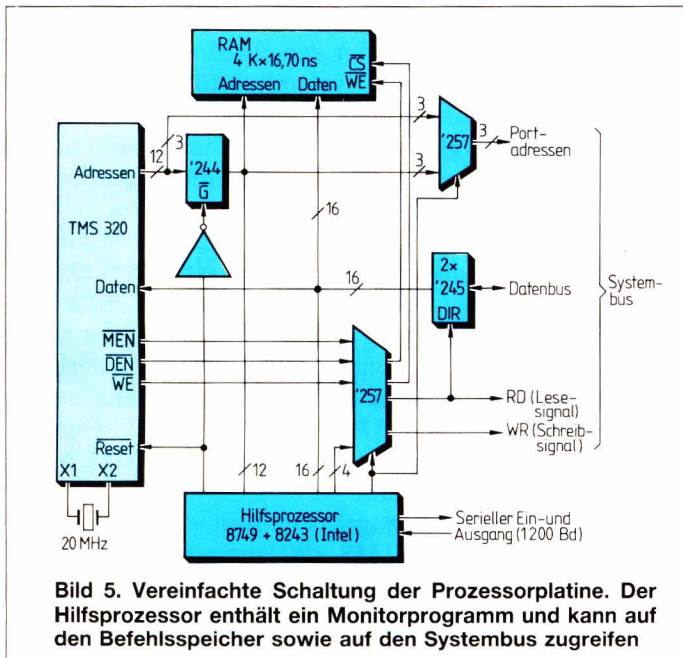 RAM
4 K×16,70 ns
CS
WE
Adressen Daten
3
3
12
3
'257
3
Port-
adressen
Adressen
'244
G
3
TMS 320
16
2×
'245
DIR
System-
bus
Daten
16
Datenbus
MEN
DEN
WE
'257
RD (Lese-
signal)
WR (Schreib-
signal)
Reset
X1 X2
12
16
4
20 MHz
Hilfsprozessor
8749 + 8243 (Intel)
Serieller Ein- und
Ausgang (1200 Bd)
Bild 5. Vereinfachte Schaltung der Prozessorplatine. Der
Hilfsprozessor enthält ein Monitorprogramm und kann auf
den Befehlsspeicher sowie auf den Systembus zugreifen